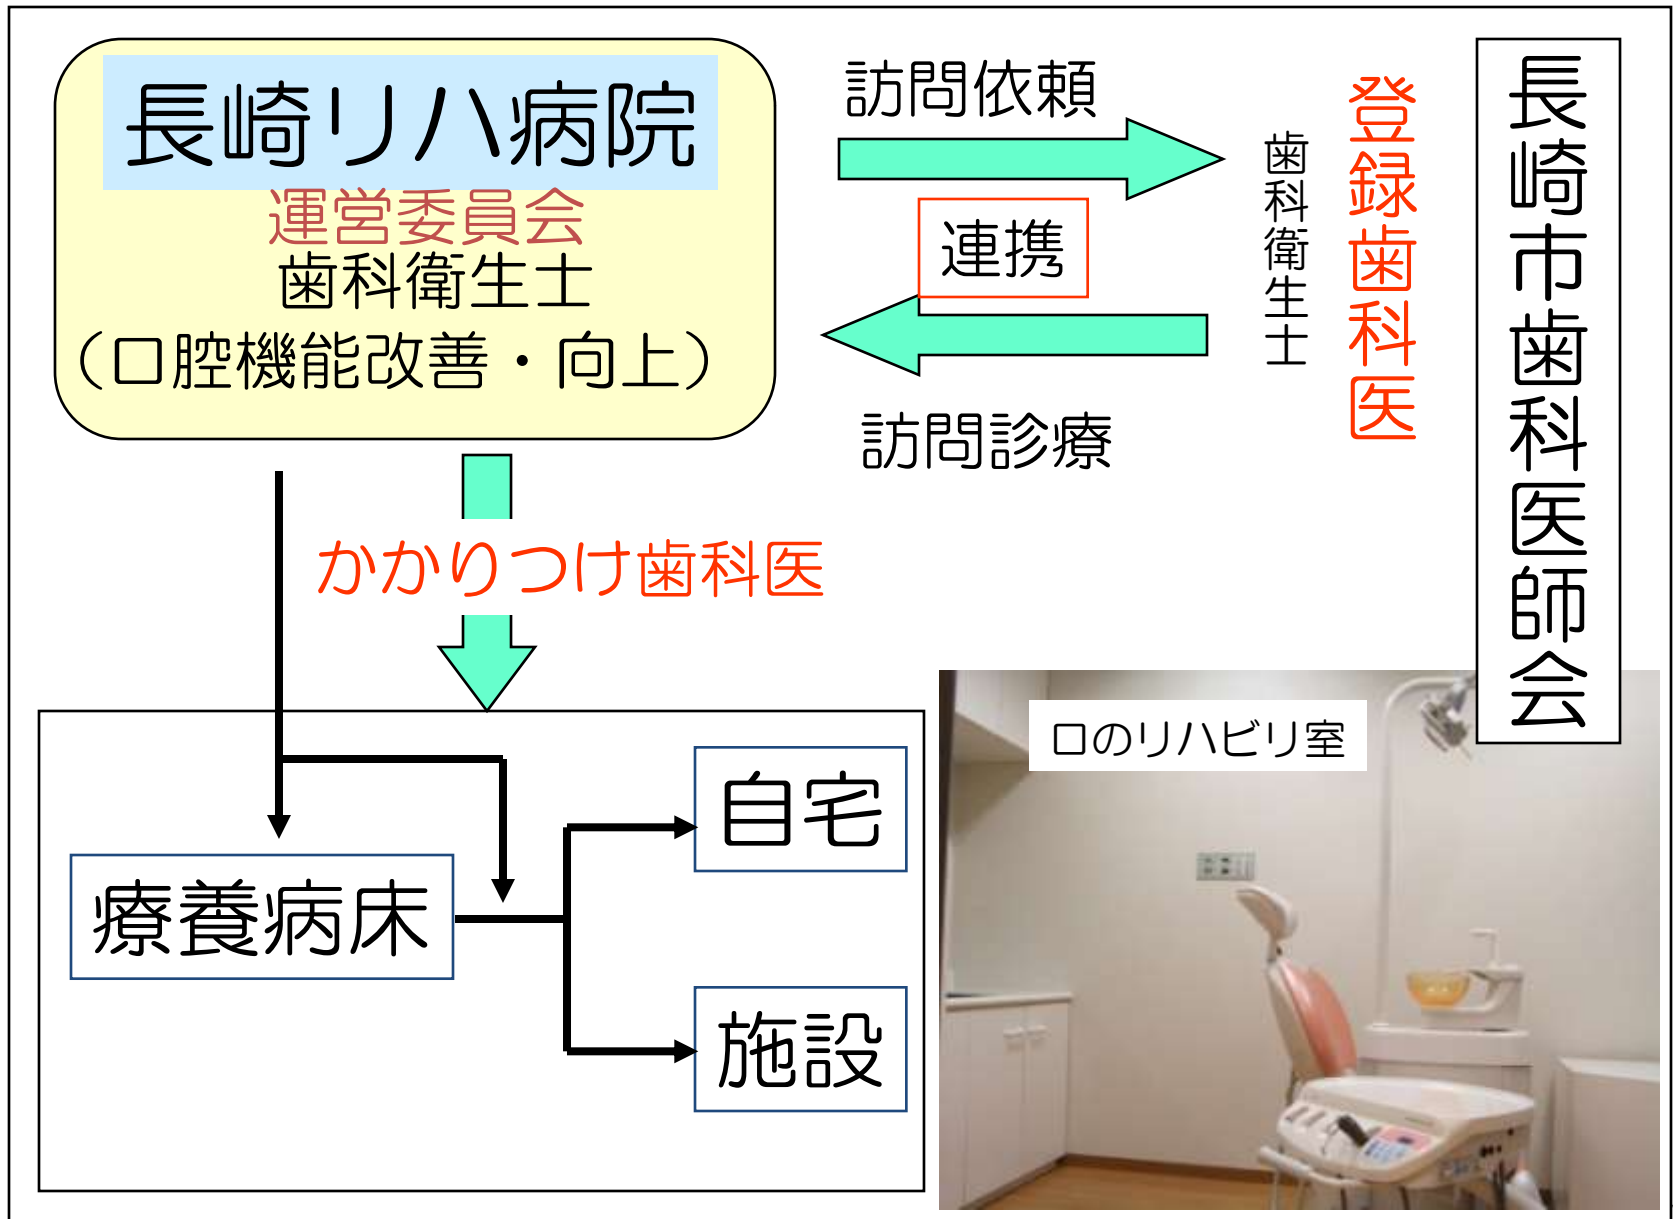 長崎リハ病院
運営委員会
歯科衛生士
（口腔機能改善・向上）
訪問依頼
連携
訪問診療
歯科衛生士
登録歯科医
長崎市歯科医師会
かかりつけ歯科医
療養病床
自宅
施設
口のリハビリ室